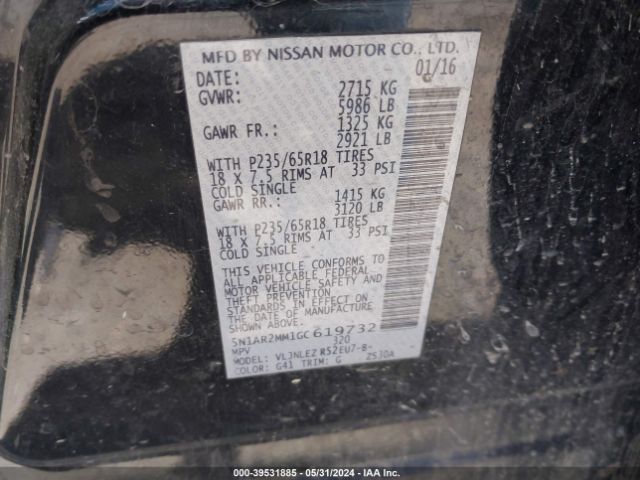 MFD BY NISSAN MOTOR CO., LTD.
DATE: 01/16
GVWR: 2715 KG
5986 LB
GAWR FR.: 1325 KG
2921 LB
WITH P235/65R18 TIRES
18 X 7.5 RIMS AT 33 PSI
COLD SINGLE
GAWR RR.: 1415 KG
3120 LB
WITH P235/65R18 TIRES
18 X 7.5 RIMS AT 33 PSI
COLD SINGLE
THIS VEHICLE CONFORMS TO
ALL APPLICABLE FEDERAL
MOTOR VEHICLE SAFETY AND
THEFT PREVENTION
STANDARDS IN EFFECT ON
THE DATE OF MANUFACTURE
SHOWN ABOVE.
5N1AR2MM1GC619732
MPV 320
MODEL: VLJNLEZ RS2EU7-B-
COLOR: G41 TRIM: G ZS30A
000-39531885 - 05/31/2024 - IAA Inc.